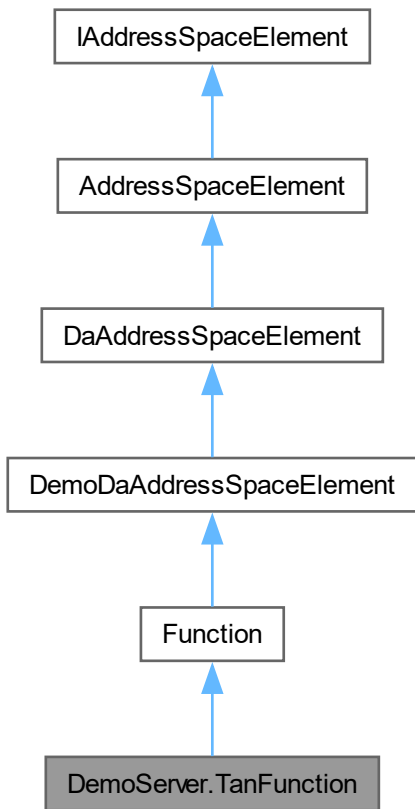 IAddressSpaceElement
AddressSpaceElement
DaAddressSpaceElement
DemoDaAddressSpaceElement
Function
DemoServer.TanFunction